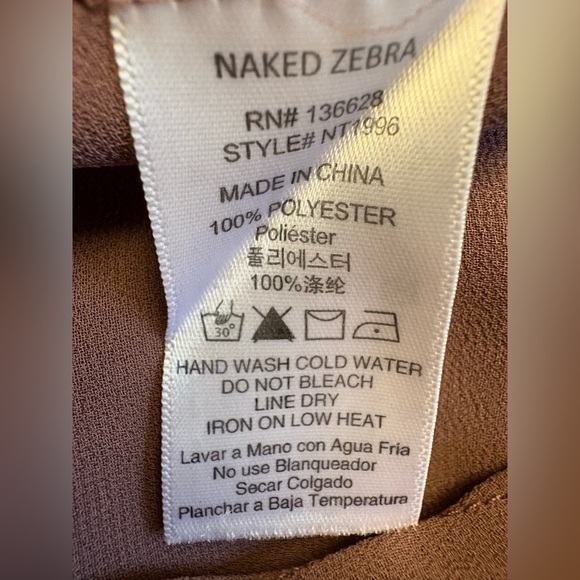 NAKED ZEBRA
RN# 136628
STYLE# NT1996
MADE IN CHINA
100% POLYESTER
Poliéster
폴리에스터
100%涤纶
30°
HAND WASH COLD WATER
DO NOT BLEACH
LINE DRY
IRON ON LOW HEAT
Lavar a Mano con Agua Fria
No use Blanqueador
Secar Colgado
Planchar a Baja Temperatura